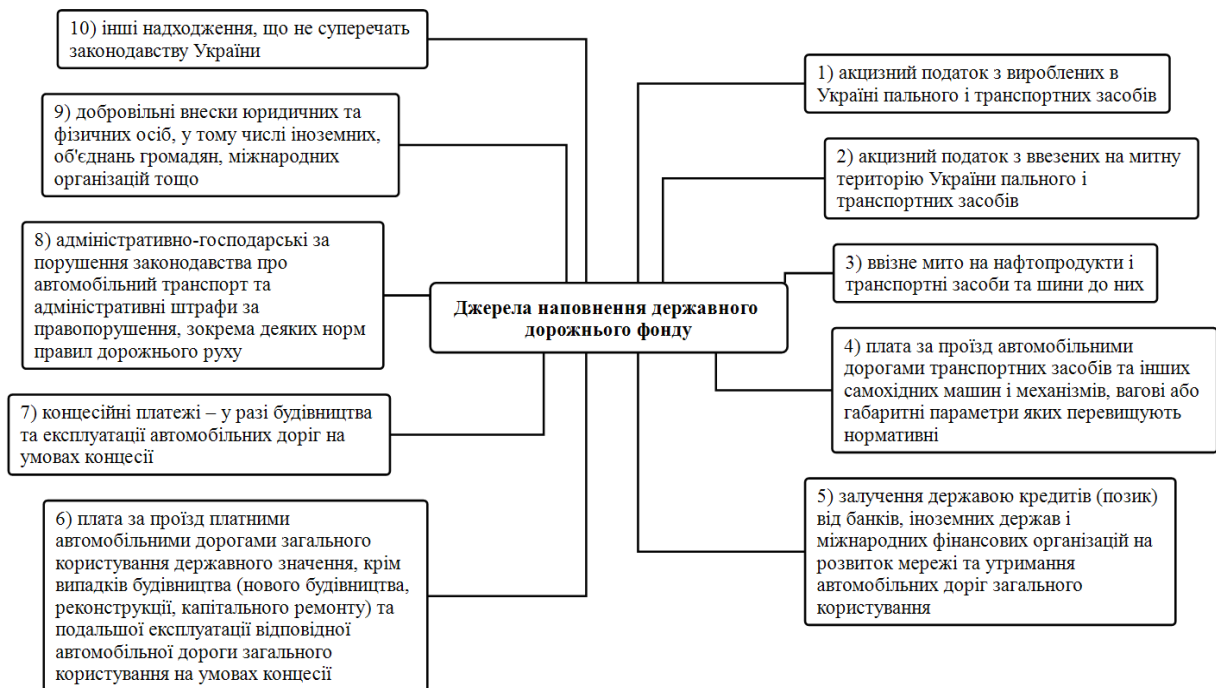 Джерела наповнення державного
дорожнього фонду
1) акцизний податок з вироблених в
Україні пального і транспортних засобів
2) акцизний податок з ввезених на митну
територію України пального і
транспортних засобів
3) ввізне мито на нафтопродукти і
транспортні засоби та шини до них
4) плата за проїзд автомобільними
дорогами транспортних засобів та інших
самохідних машин і механізмів, вагові або
габаритні параметри яких перевищують
нормативні
5) залучення державою кредитів (позик)
від банків, іноземних держав і
міжнародних фінансових організацій на
розвиток мережі та утримання
автомобільних доріг загального
користування
6) плата за проїзд платними
автомобільними дорогами загального
користування державного значення, крім
випадків будівництва (нового будівництва,
реконструкції, капітального ремонту) та
подальшої експлуатації відповідної
автомобільної дороги загального
користування на умовах концесії
7) концесійні платежі – у разі будівництва
та експлуатації автомобільних доріг на
умовах концесії
8) адміністративно-господарські за
порушення законодавства про
автомобільний транспорт та
адміністративні штрафи за
правопорушення, зокрема деяких норм
правил дорожнього руху
9) добровільні внески юридичних та
фізичних осіб, у тому числі іноземних,
об'єднань громадян, міжнародних
організацій тощо
10) інші надходження, що не суперечать
законодавству України